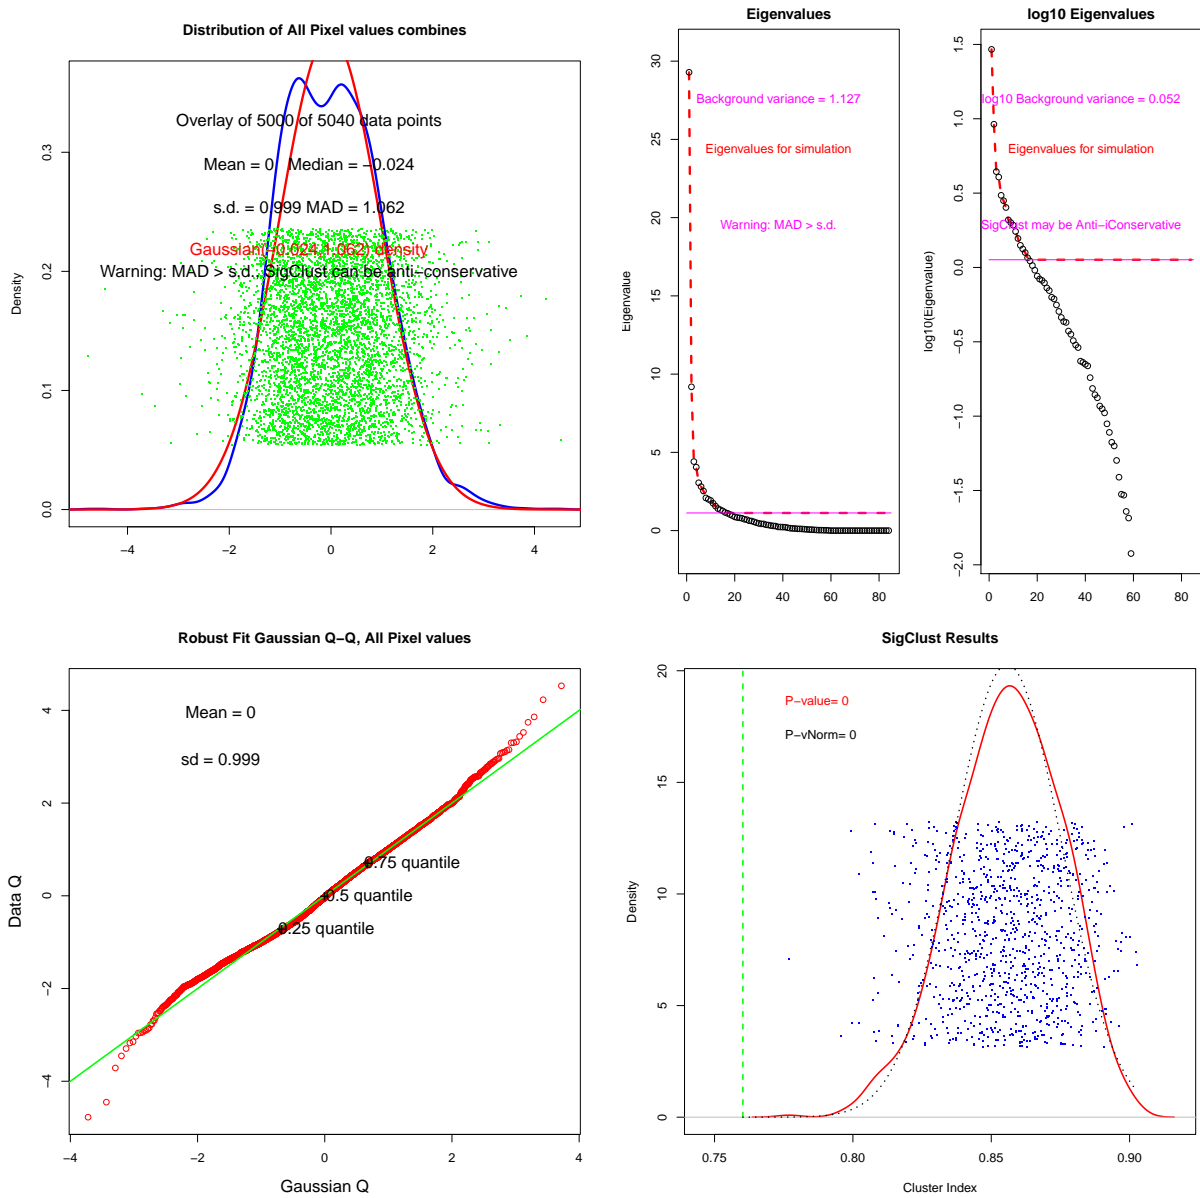 Distribution of All Pixel values combines
Overlay of 5000 of 5040 data points
Mean = 0 Median = −0.024
s.d. = 0.999 MAD = 1.062
Gaussian(−0.024,1.062) density
Warning: MAD > s.d., SigClust can be anti−conservative
Density
0.0
0.1
0.2
0.3
−4
−2
0
2
4
Eigenvalues
Background variance = 1.127
Eigenvalues for simulation
Warning: MAD > s.d.
Eigenvalue
0
5
10
15
20
25
30
0
20
40
60
80
log10 Eigenvalues
log10 Background variance = 0.052
Eigenvalues for simulation
SigClust may be Anti−iConservative
log10(Eigenvalue)
−2.0
−1.5
−1.0
−0.5
0.0
0.5
1.0
1.5
0
20
40
60
80
Robust Fit Gaussian Q−Q, All Pixel values
Mean = 0
sd = 0.999
0.75 quantile
0.5 quantile
0.25 quantile
Data Q
−4
−2
0
2
4
−4
−2
0
2
4
Gaussian Q
SigClust Results
P−value= 0
P−vNorm= 0
Density
0
5
10
15
20
0.75
0.80
0.85
0.90
Cluster Index